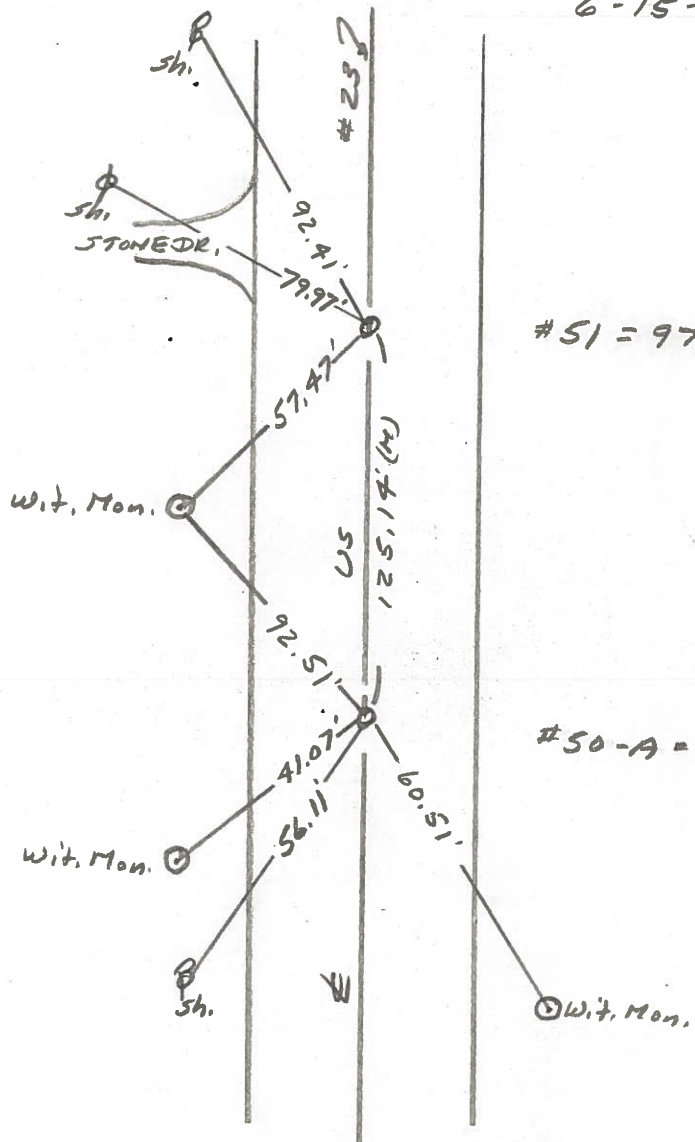 6-15-
sh.
#23
sh.
STONE DR.
92.41'
79.97'
#51 = 97
57.47'
Wit. Mon.
US
125.14' (M)
92.51'
#50-A =
41.07'
56.11'
60.51'
Wit. Mon.
sh.
Wit. Mon.